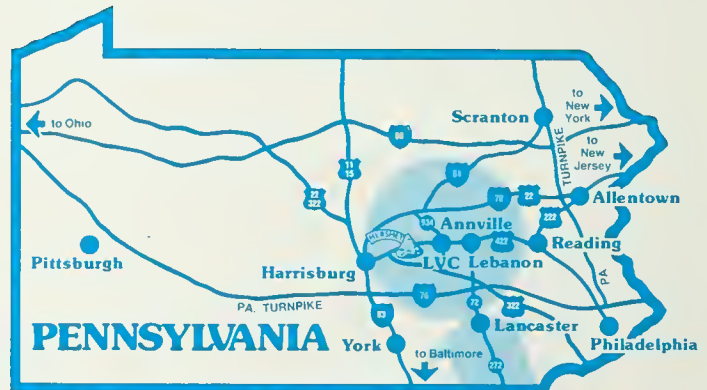 to New York
to Ohio
Scranton
80
to New Jersey
TURNPIKE
11 15
81
22 322
78
22
Allentown
934
Annville
222
HERSHEY
422
Reading
Pittsburgh
Harrisburg
LVC Lebanon
PA.
76
PA. TURNPIKE
322
72
83
PENNSYLVANIA
York
Lancaster
Philadelphia
to Baltimore
272